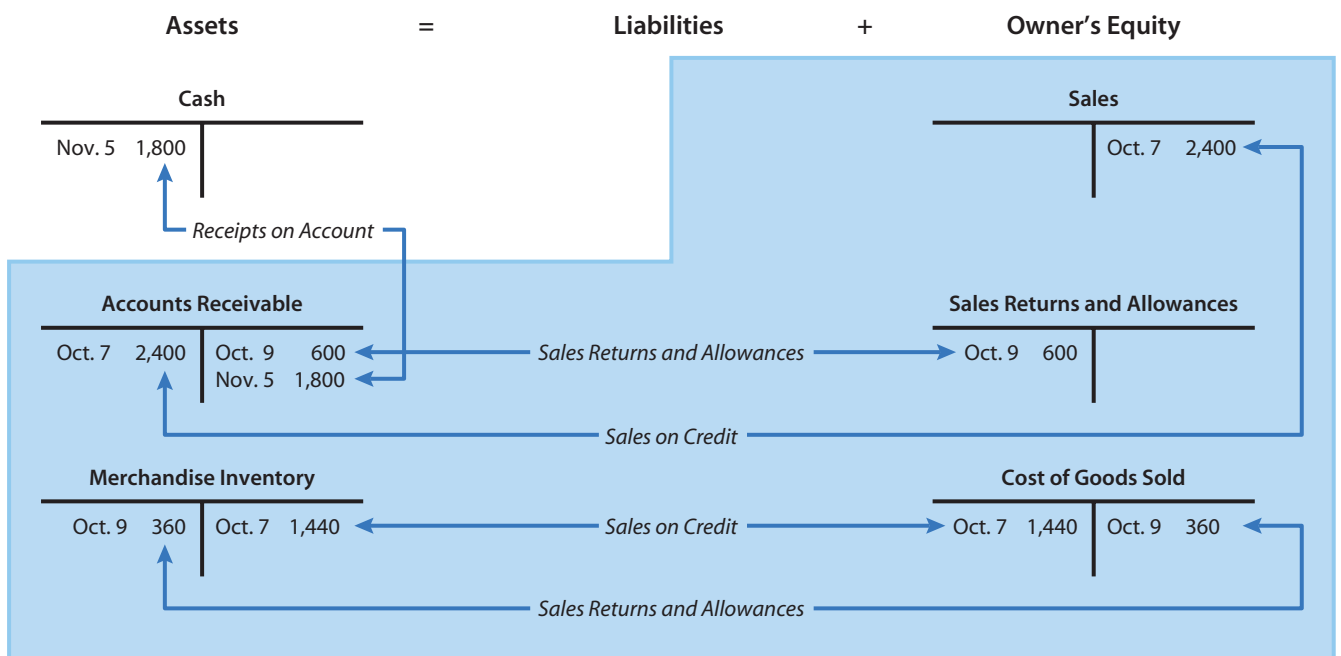 Assets = Liabilities + Owner's Equity
Cash
Nov. 5 1,800
Receipts on Account
Sales
Oct. 7 2,400
Accounts Receivable
Oct. 7 2,400 Oct. 9 600
Nov. 5 1,800
Sales Returns and Allowances
Sales Returns and Allowances
Oct. 9 600
Sales on Credit
Merchandise Inventory
Oct. 9 360 Oct. 7 1,440
Sales on Credit
Cost of Goods Sold
Oct. 7 1,440 Oct. 9 360
Sales Returns and Allowances